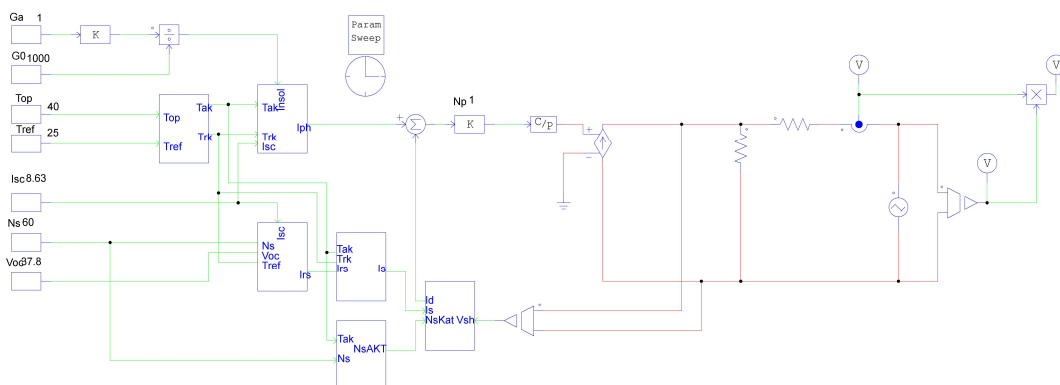 Ga 1
K
÷
G0 1000
Param
Sweep
Top 40
Tref 25
Top
Tref
Tak
Trk
Insol
Tak
Trk
Isc
Iph
+
Σ
+
Np 1
K
C/p
+
-
V
V
V
×
Isc 8.63
Ns 60
Voc 37.8
Isc
Ns
Voc
Tref
Irs
Tak
Trk
Irs
Is
Id
Is
NsKat Vsh
Tak
NsAKT
Ns